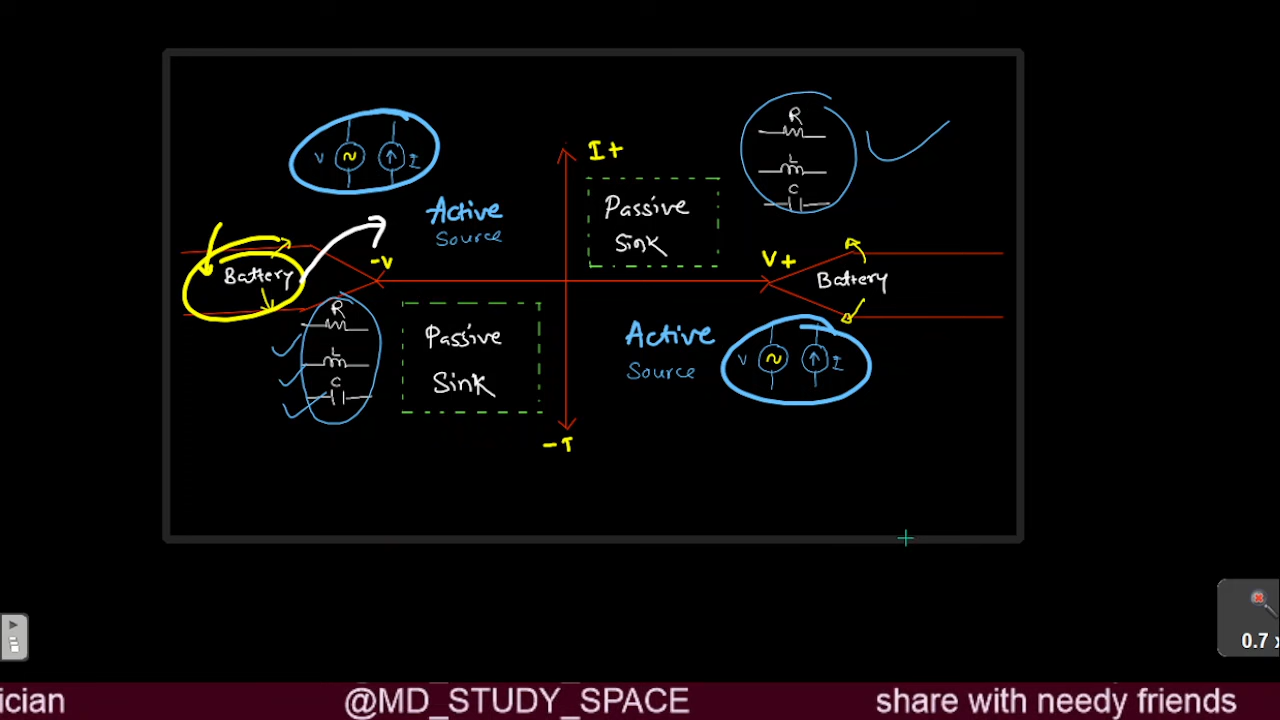 R
L
C
V
I
I+
Active
Source
Passive
Sink
-V
V+
Battery
Battery
R
L
C
Passive
Sink
Active
Source
V
I
-I
0.7 x
ician
@MD_STUDY_SPACE
share with needy friends